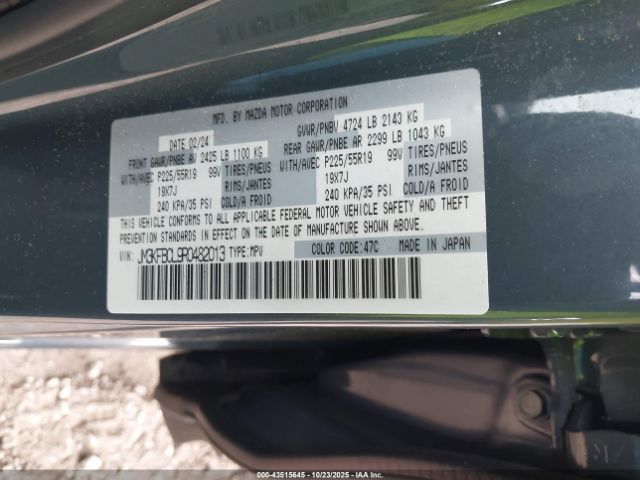 MFD. BY MAZDA MOTOR CORPORATION
DATE 02/24
GVWR/PNBV 4724 LB 2143 KG
FRONT GAWR/PNBE AV 2425 LB 1100 KG
REAR GAWR/PNBE AR 2299 LB 1043 KG
WITH/AVEC P225/55R19 99V TIRES/PNEUS
WITH/AVEC P225/55R19 99V TIRES/PNEUS
19X7J RIMS/JANTES
19X7J RIMS/JANTES
240 KPA/35 PSI COLD/A FROID
240 KPA/35 PSI COLD/A FROID
THIS VEHICLE CONFORMS TO ALL APPLICABLE FEDERAL MOTOR VEHICLE SAFETY AND THEFT
PREVENTION STANDARDS IN EFFECT ON THE DATE OF MANUFACTURE SHOWN ABOVE.
VIN: JM3KFBCL9R0482013 TYPE:MPV
COLOR CODE:47C MADE IN JAPAN
000-43515645 - 10/23/2025 - IAA Inc.